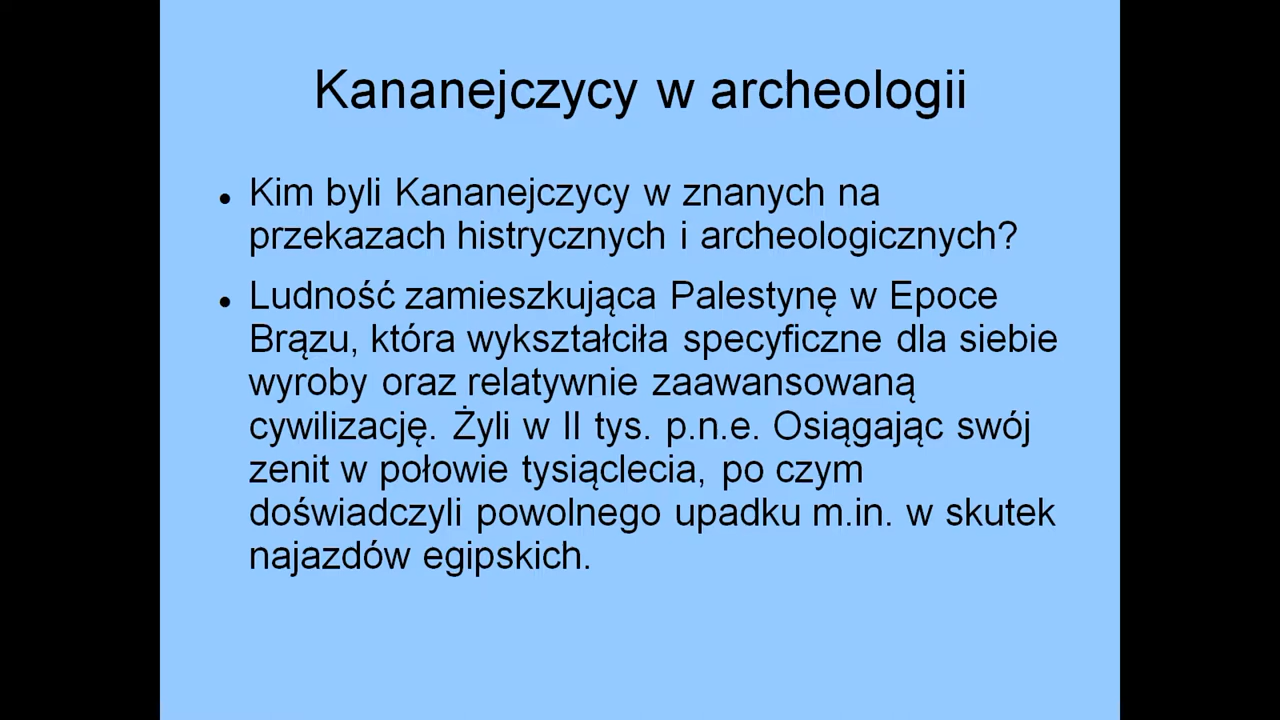 Kananejczycy w archeologii
Kim byli Kananejczycy w znanych na
przekazach histrycznych i archeologicznych?
Ludność zamieszkująca Palestynę w Epoce
Brązu, która wykształciła specyficzne dla siebie
wyroby oraz relatywnie zaawansowaną
cywilizację. Żyli w II tys. p.n.e. Osiągając swój
zenit w połowie tysiąclecia, po czym
doświadczyli powolnego upadku m.in. w skutek
najazdów egipskich.